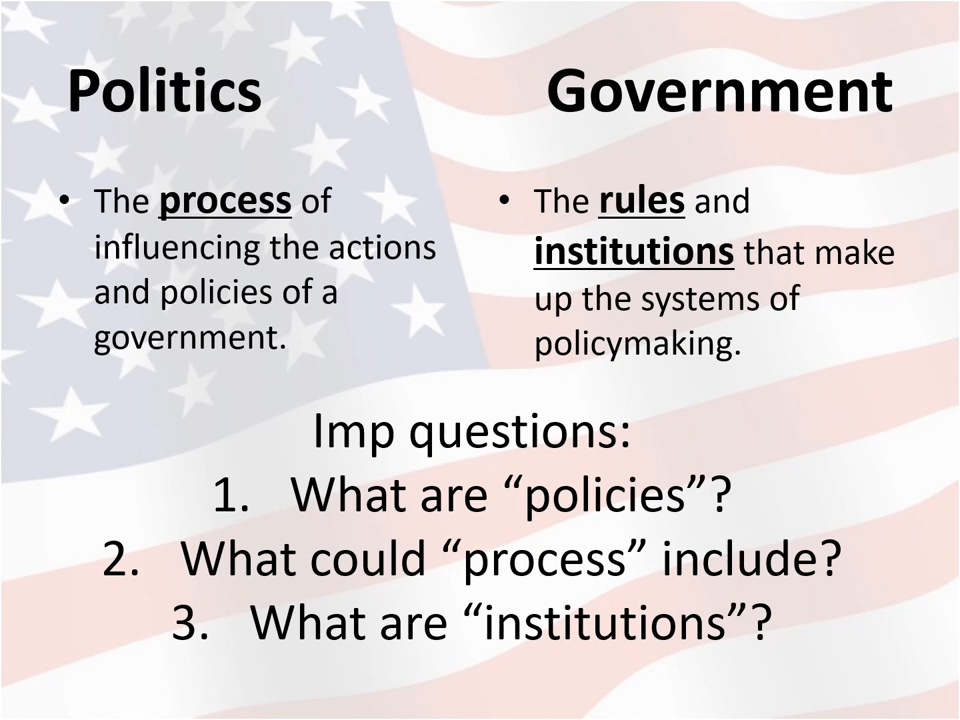 Politics
• The process of
influencing the actions
and policies of a
government.
Government
• The rules and
institutions that make
up the systems of
policymaking.
Imp questions:
1. What are “policies”?
2. What could “process” include?
3. What are “institutions”?